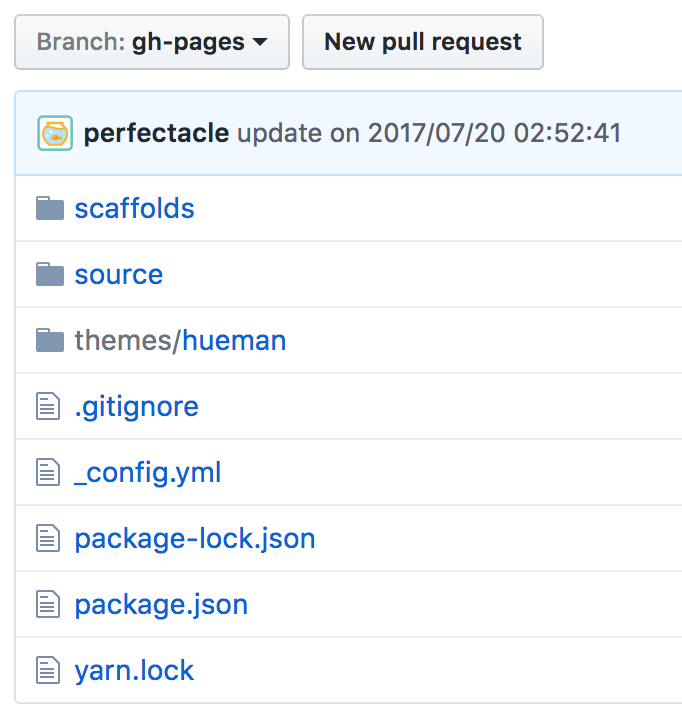 Branch: gh-pages New pull request
perfectacle update on 2017/07/20 02:52:41
scaffolds
source
themes/hueman
.gitignore
_config.yml
package-lock.json
package.json
yarn.lock